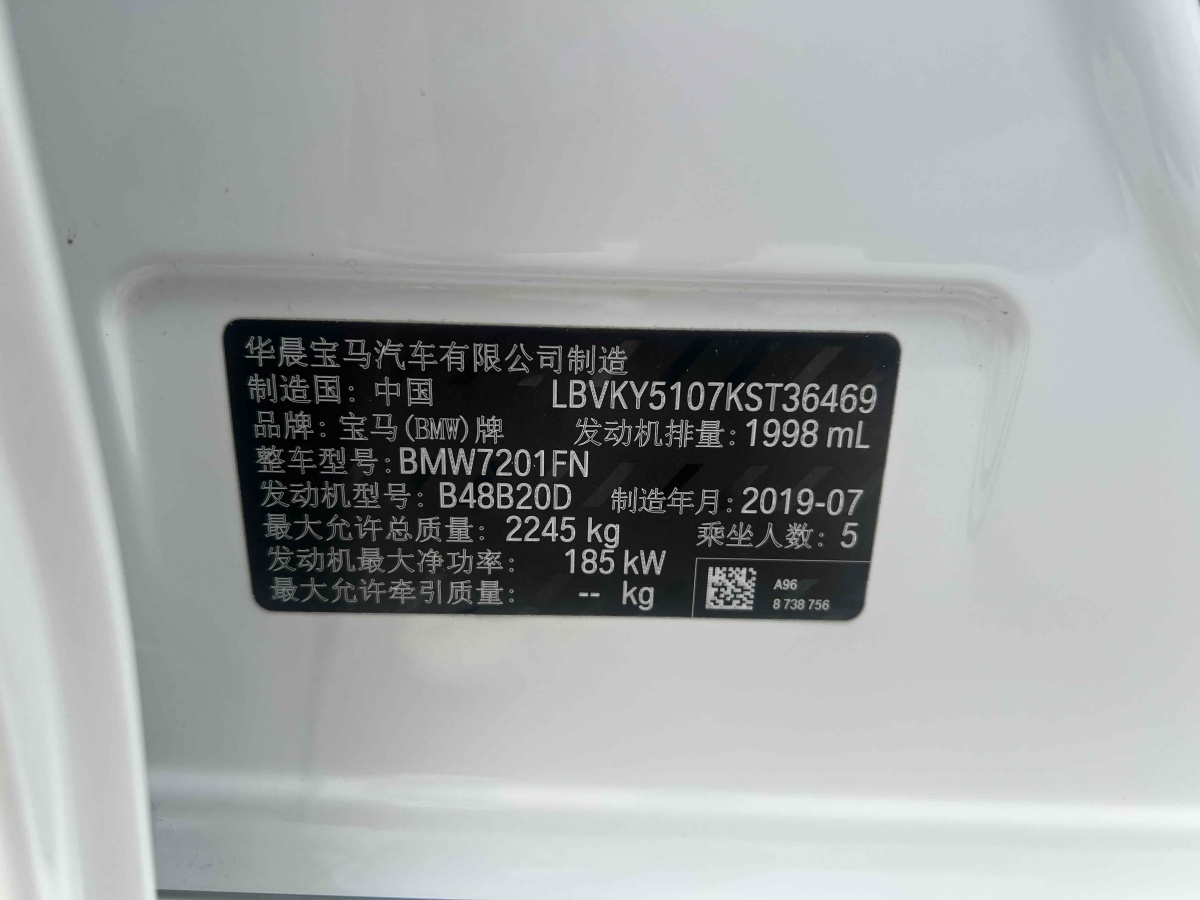 华晨宝马汽车有限公司制造
制造国：中国 LBVKY5107KST36469
品牌：宝马(BMW)牌 发动机排量：1998 mL
整车型号：BMW7201FN
发动机型号：B48B20D 制造年月：2019-07
最大允许总质量：2245 kg 乘坐人数：5
发动机最大净功率：185 kW
最大允许牵引质量：-- kg
A96
8 738 756